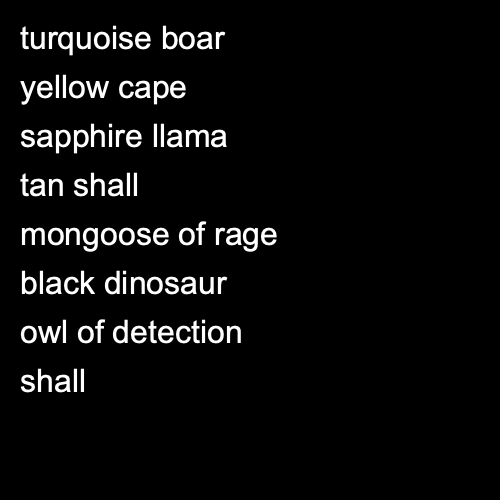 turquoise boar
yellow cape
sapphire llama
tan shall
mongoose of rage
black dinosaur
owl of detection
shall